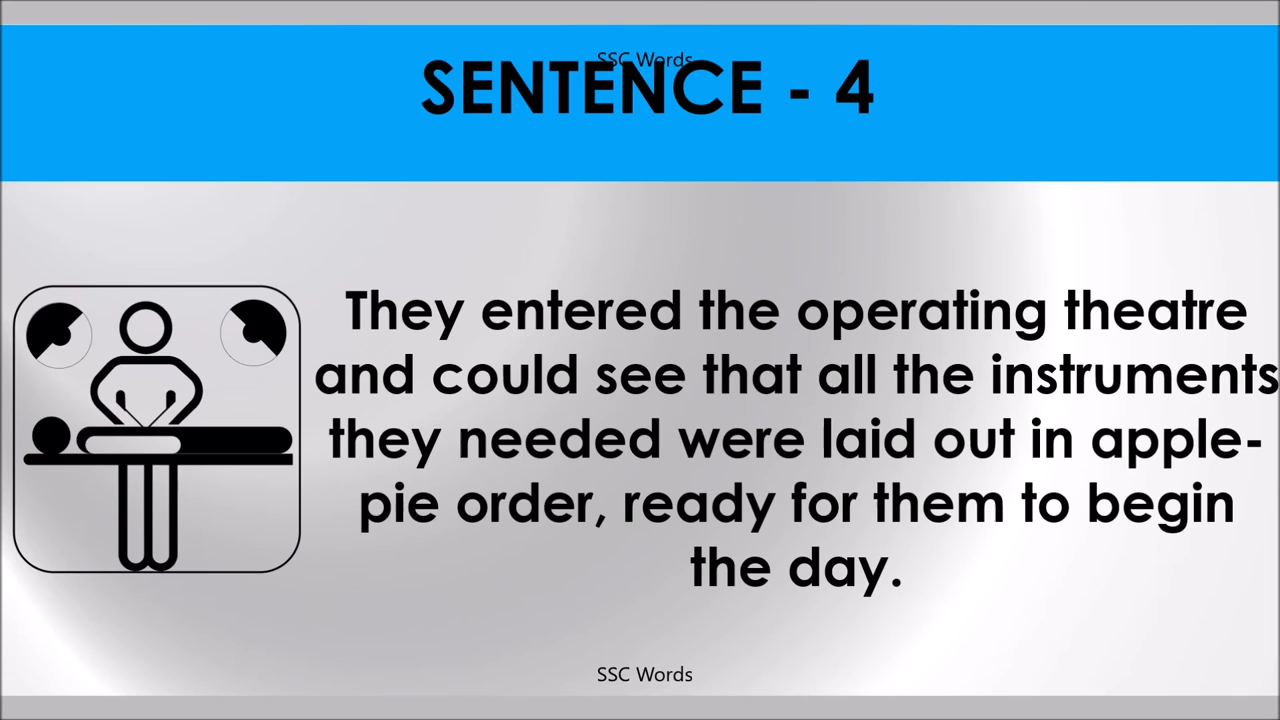 SSC Words
SENTENCE - 4
They entered the operating theatre
and could see that all the instruments
they needed were laid out in apple-
pie order, ready for them to begin
the day.
SSC Words